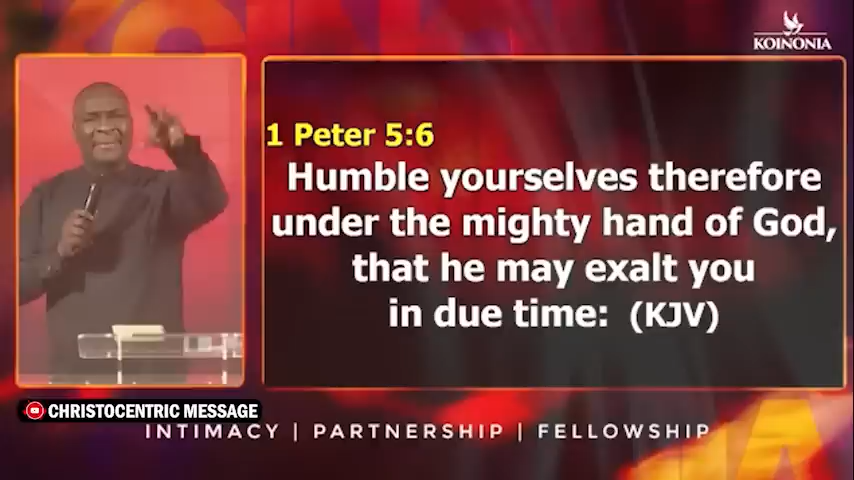 KOINONIA
1 Peter 5:6
Humble yourselves therefore
under the mighty hand of God,
that he may exalt you
in due time: (KJV)
CHRISTOCENTRIC MESSAGE
INTIMACY | PARTNERSHIP | FELLOWSHIP